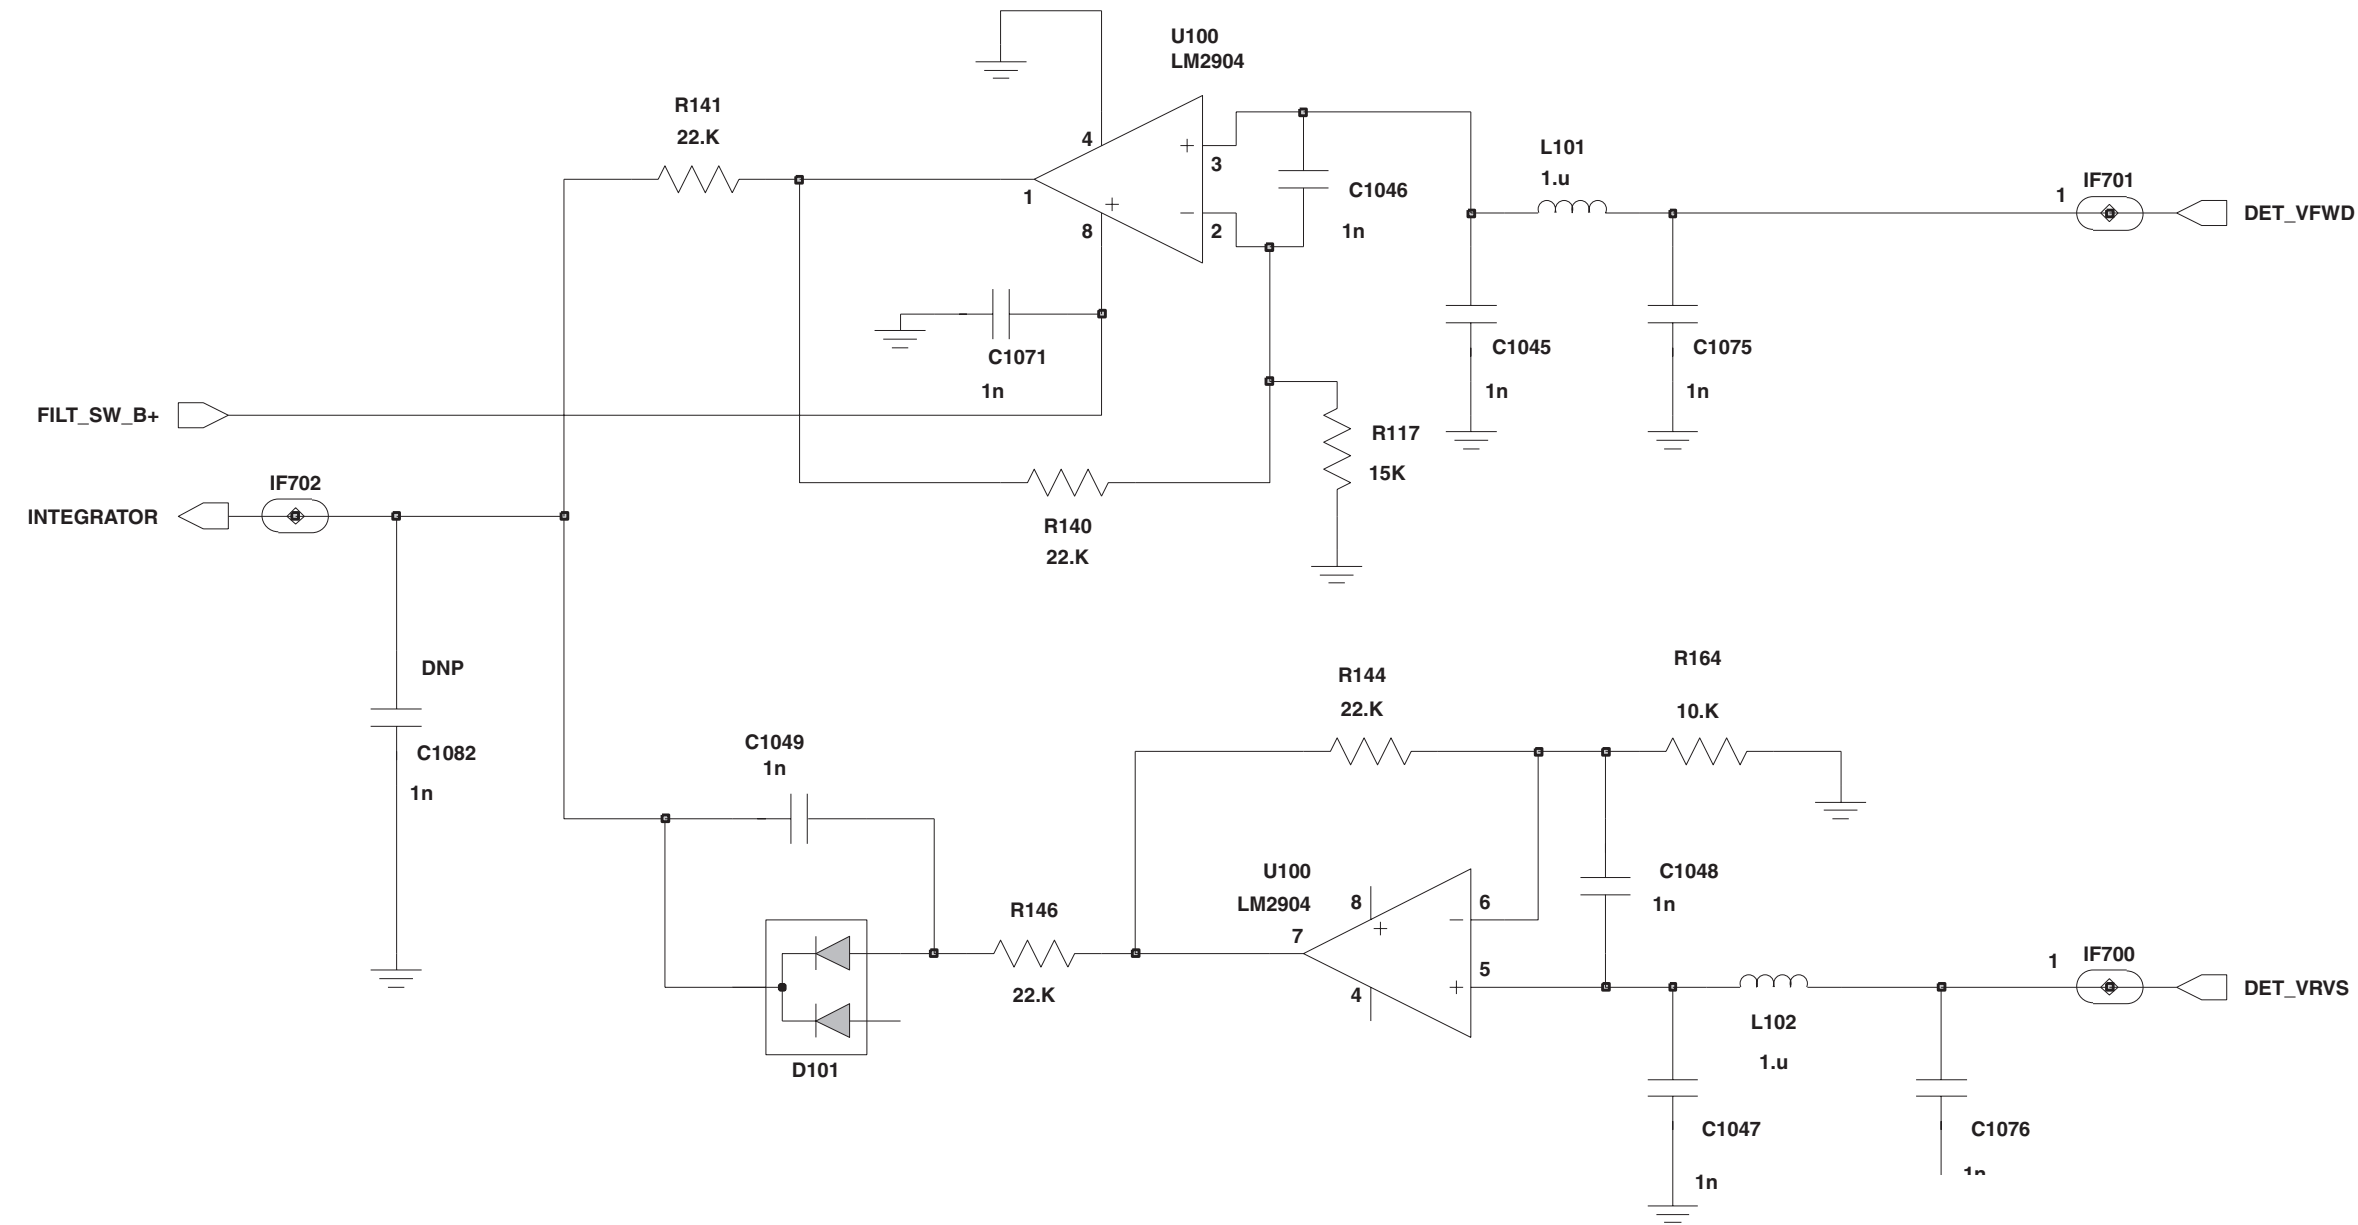 U100
LM2904
R141
22.K
4
+
3
L101
1.u
C1046
1n
1
IF701
DET_VFWD
1
+
8
−
2
C1071
1n
C1045
1n
C1075
1n
FILT_SW_B+
R117
15K
IF702
INTEGRATOR
R140
22.K
DNP
C1082
1n
R144
22.K
R164
10.K
C1049
1n
U100
LM2904
8
+
−
6
7
C1048
1n
R146
22.K
4
+
5
1
IF700
DET_VRVS
L102
1.u
D101
C1047
1n
C1076